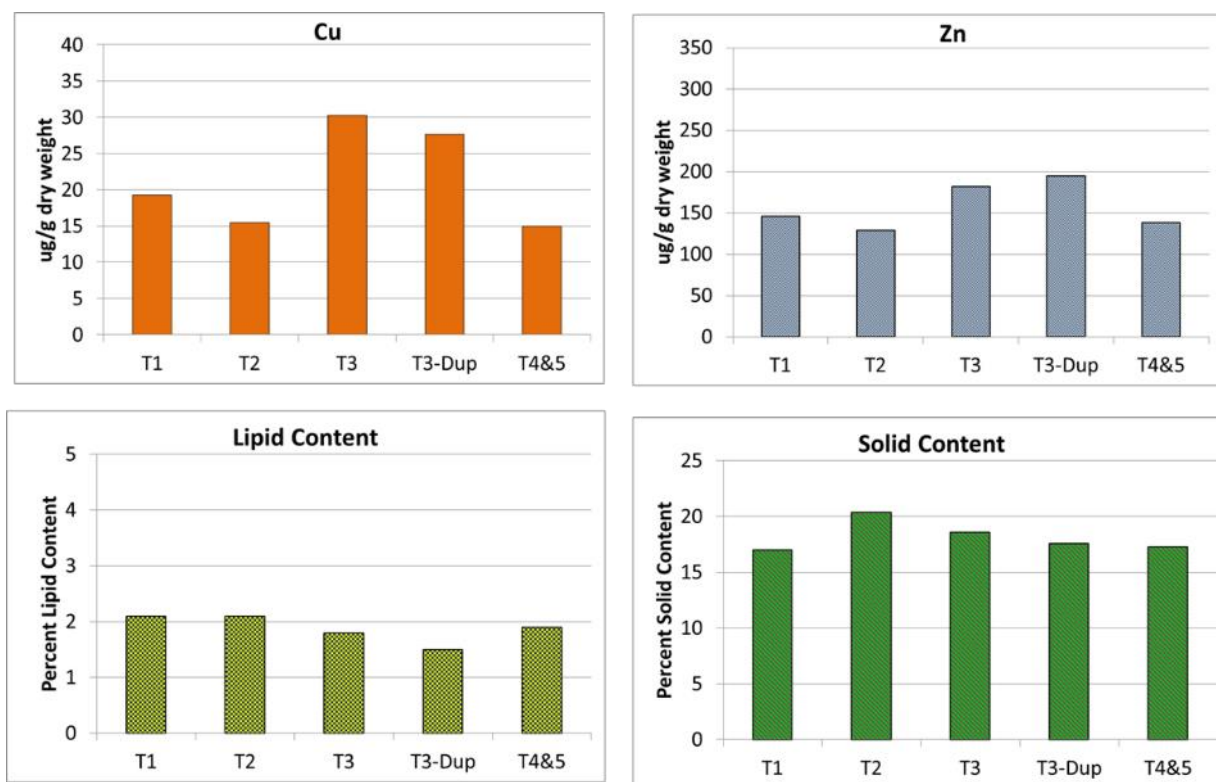 Cu
40
35
30
25
20
15
10
5
0
ug/g dry weight
T1 T2 T3 T3-Dup T4&5
Zn
350
300
250
200
150
100
50
0
ug/g dry weight
T1 T2 T3 T3-Dup T4&5
Lipid Content
5
4
3
2
1
0
Percent Lipid Content
T1 T2 T3 T3-Dup T4&5
Solid Content
25
20
15
10
5
0
Percent Solid Content
T1 T2 T3 T3-Dup T4&5